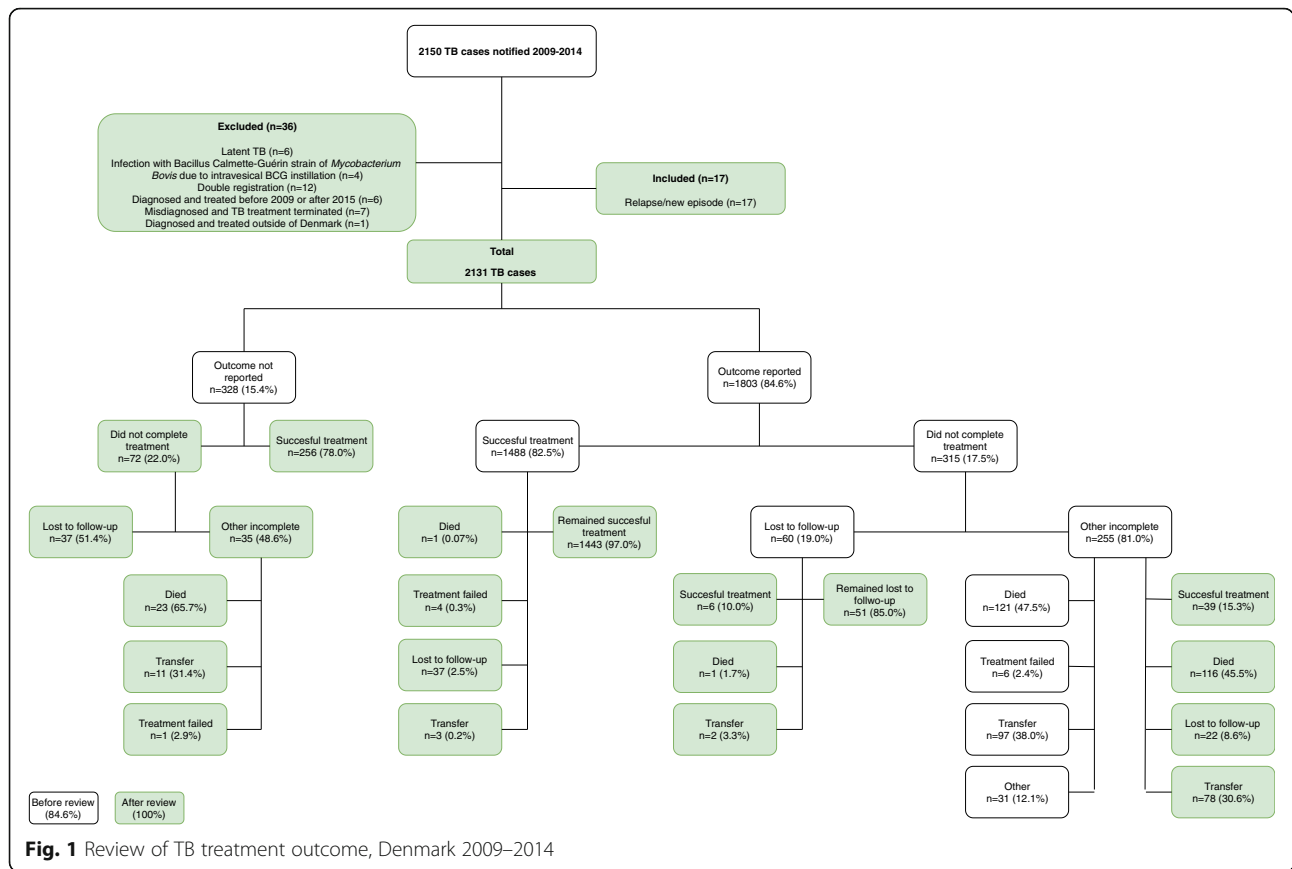 2150 TB cases notified 2009-2014
Excluded (n=36)
Latent TB (n=6)
Infection with Bacillus Calmette-Guérin strain of Mycobacterium
Bovis due to intravesical BCG instillation (n=4)
Double registration (n=12)
Diagnosed and treated before 2009 or after 2015 (n=6)
Misdiagnosed and TB treatment terminated (n=7)
Diagnosed and treated outside of Denmark (n=1)
Included (n=17)
Relapse/new episode (n=17)
Total
2131 TB cases
Outcome not
reported
n=328 (15.4%)
Outcome reported
n=1803 (84.6%)
Did not complete
treatment
n=72 (22.0%)
Succesful treatment
n=256 (78.0%)
Succesful treatment
n=1488 (82.5%)
Did not complete
treatment
n=315 (17.5%)
Lost to follow-up
n=37 (51.4%)
Other incomplete
n=35 (48.6%)
Died
n=23 (65.7%)
Transfer
n=11 (31.4%)
Treatment failed
n=1 (2.9%)
Died
n=1 (0.07%)
Remained succesful
treatment
n=1443 (97.0%)
Treatment failed
n=4 (0.3%)
Lost to follow-up
n=37 (2.5%)
Transfer
n=3 (0.2%)
Lost to follow-up
n=60 (19.0%)
Other incomplete
n=255 (81.0%)
Succesful treatment
n=6 (10.0%)
Remained lost to
follwo-up
n=51 (85.0%)
Died
n=1 (1.7%)
Transfer
n=2 (3.3%)
Died
n=121 (47.5%)
Treatment failed
n=6 (2.4%)
Transfer
n=97 (38.0%)
Other
n=31 (12.1%)
Succesful treatment
n=39 (15.3%)
Died
n=116 (45.5%)
Lost to follow-up
n=22 (8.6%)
Transfer
n=78 (30.6%)
Before review
(84.6%)
After review
(100%)
Fig. 1 Review of TB treatment outcome, Denmark 2009–2014